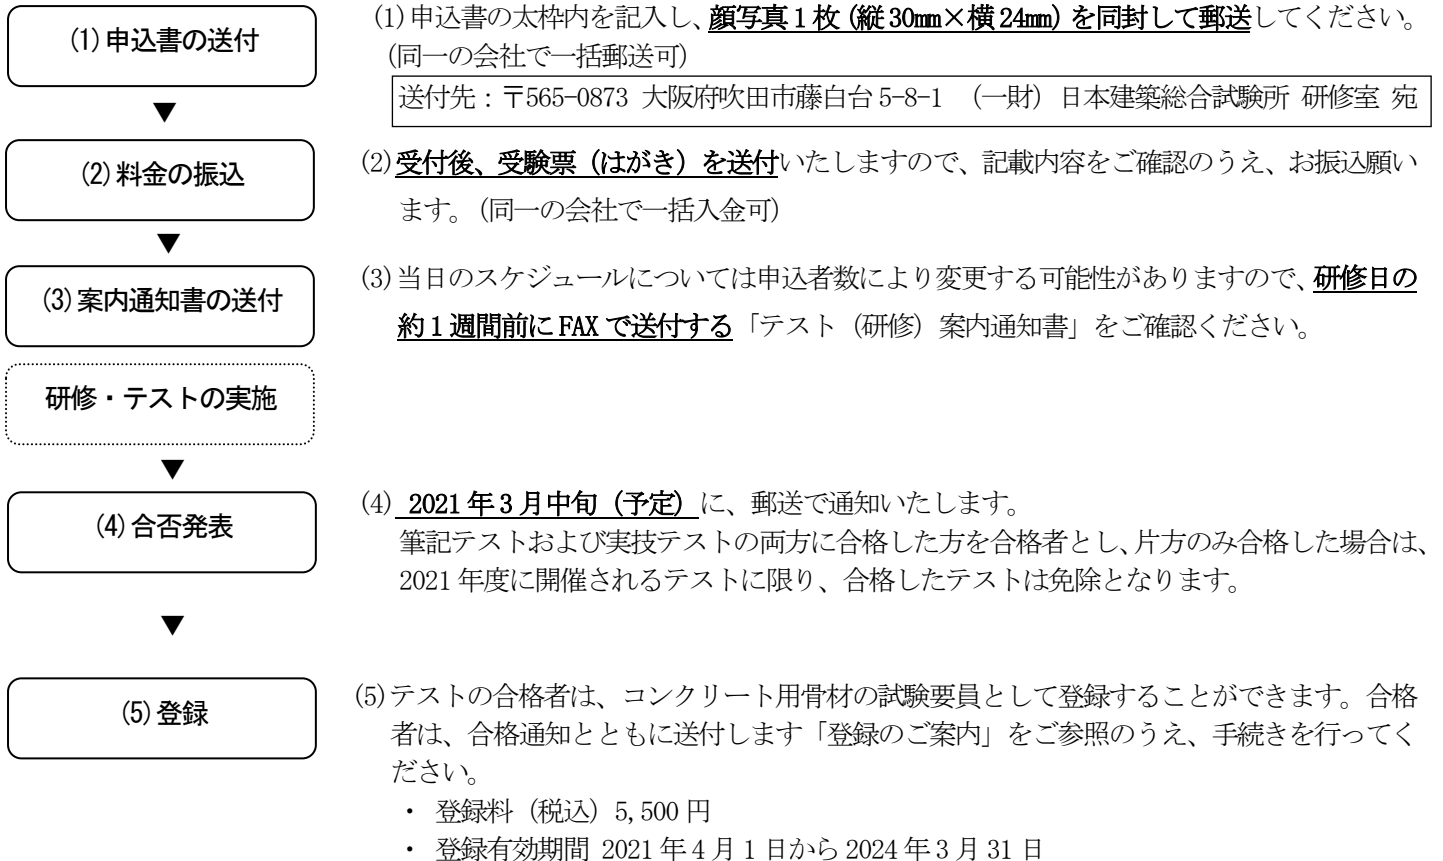 (1)申込書の送付
(1)申込書の太枠内を記入し、顔写真1枚(縦30mm×横24mm)を同封して郵送してください。
(同一の会社で一括郵送可)
送付先：〒565-0873 大阪府吹田市藤白台5-8-1 （一財）日本建築総合試験所 研修室 宛
▼
(2)料金の振込
(2)受付後、受験票（はがき）を送付いたしますので、記載内容をご確認のうえ、お振込願い
ます。(同一の会社で一括入金可)
▼
(3)案内通知書の送付
(3)当日のスケジュールについては申込者数により変更する可能性がありますので、研修日の
約1週間前にFAXで送付する「テスト（研修）案内通知書」をご確認ください。
研修・テストの実施
▼
(4)合否発表
(4) 2021年3月中旬（予定）に、郵送で通知いたします。
筆記テストおよび実技テストの両方に合格した方を合格者とし、片方のみ合格した場合は、
2021年度に開催されるテストに限り、合格したテストは免除となります。
▼
(5)登録
(5)テストの合格者は、コンクリート用骨材の試験要員として登録することができます。合格
者は、合格通知とともに送付します「登録のご案内」をご参照のうえ、手続きを行ってく
ださい。
・ 登録料（税込）5,500円
・ 登録有効期間 2021年4月1日から2024年3月31日